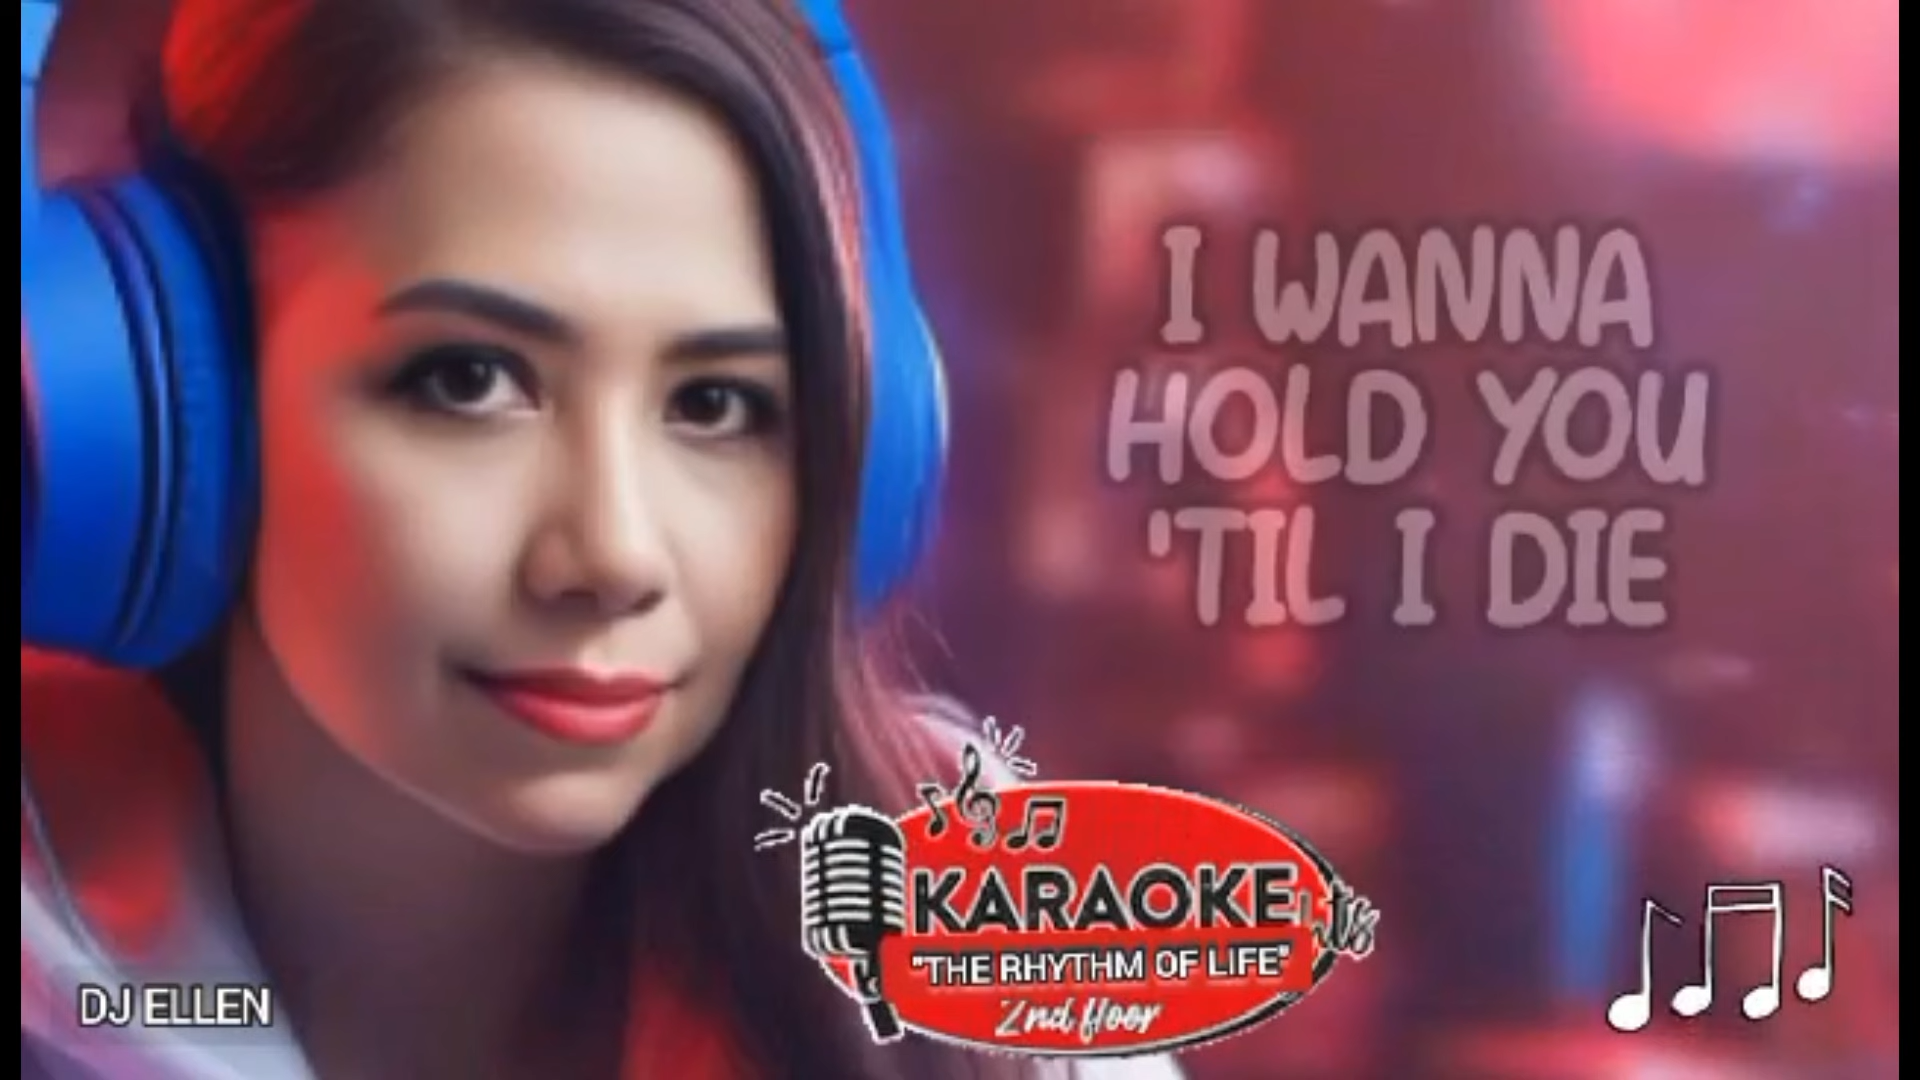 I WANNA
HOLD YOU
'TIL I DIE
KARAOKE
"THE RHYTHM OF LIFE"
2nd floor
DJ ELLEN